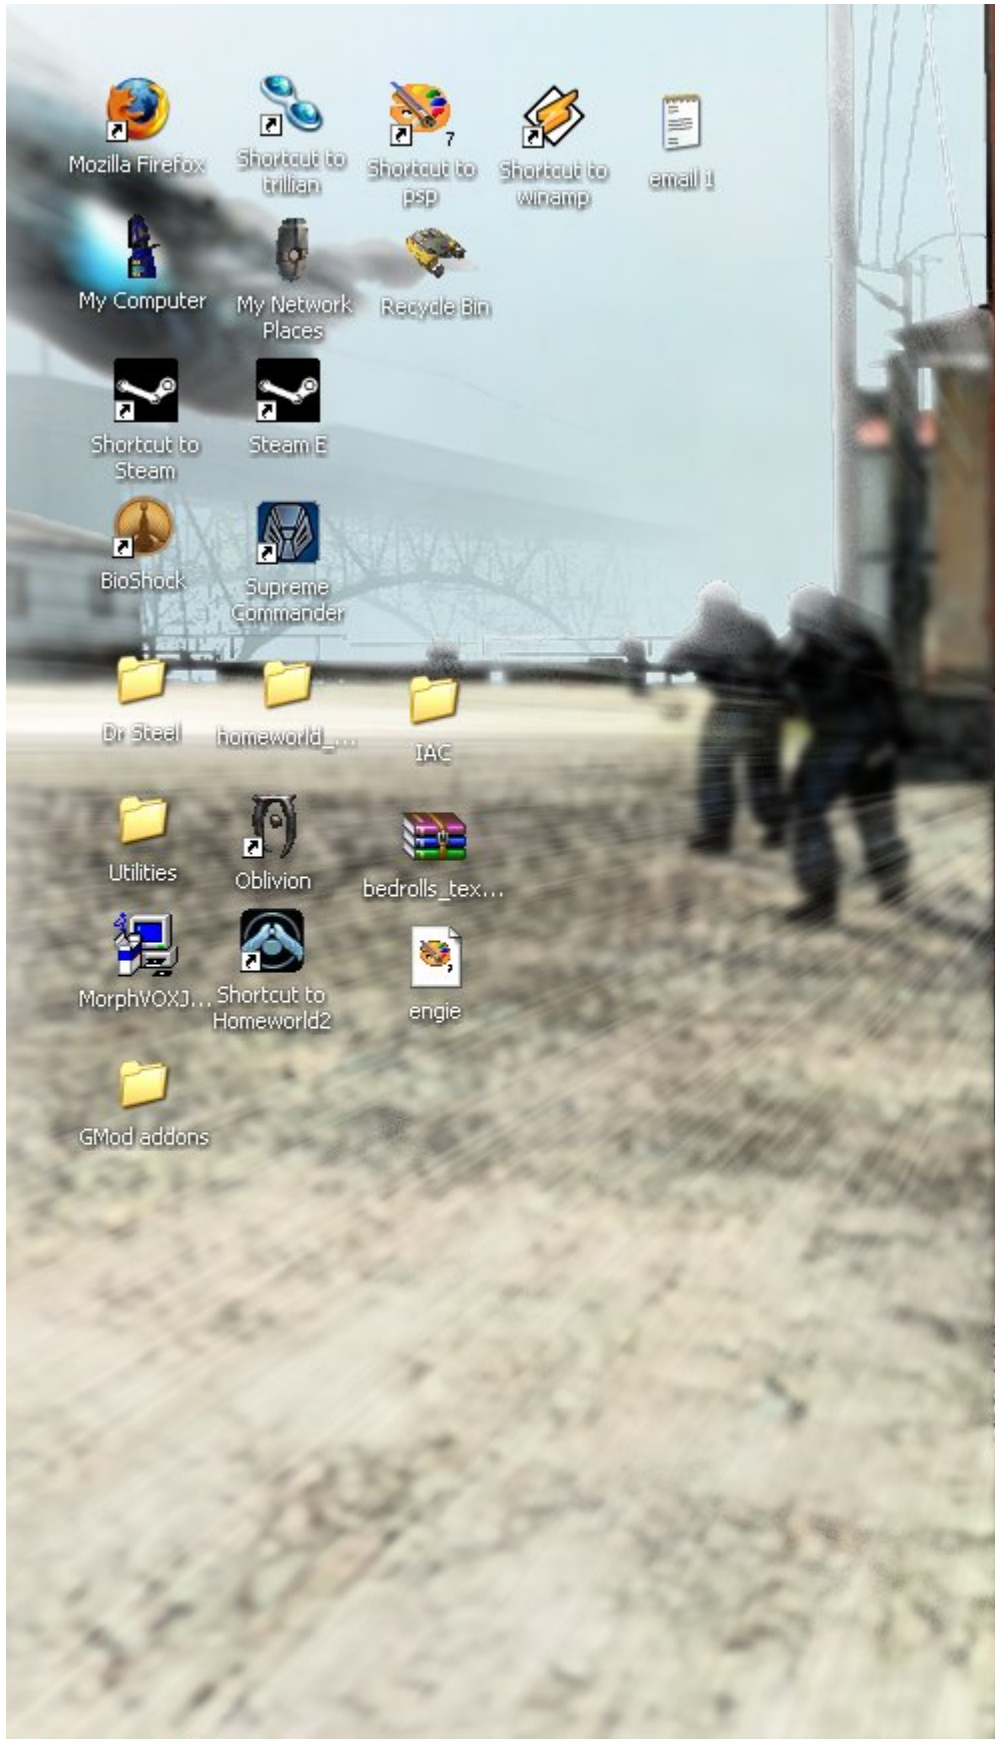 Mozilla Firefox
Shortcut to
trillian
Shortcut to
psp
7
Shortcut to
winamp
email 1
My Computer
My Network
Places
Recycle Bin
Shortcut to
Steam
Steam E
BioShock
Supreme
Commander
Dr Steel
homeworld_...
IAC
Utilities
Oblivion
bedrolls_tex...
MorphVOXJ...
Shortcut to
Homeworld2
7
engie
GMod addons